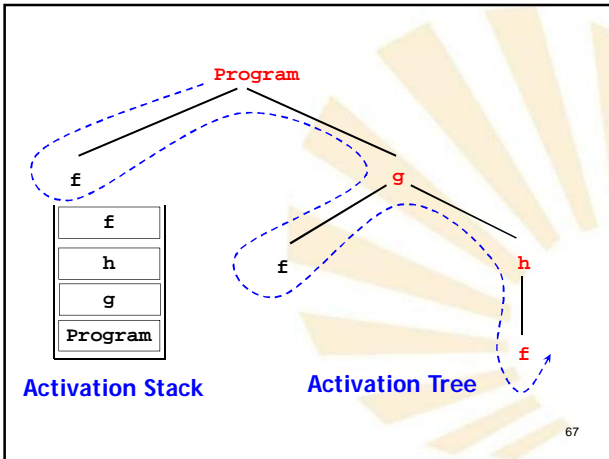 Program
f
g
f
h
f
h
g
Program
f
Activation Stack
Activation Tree
67